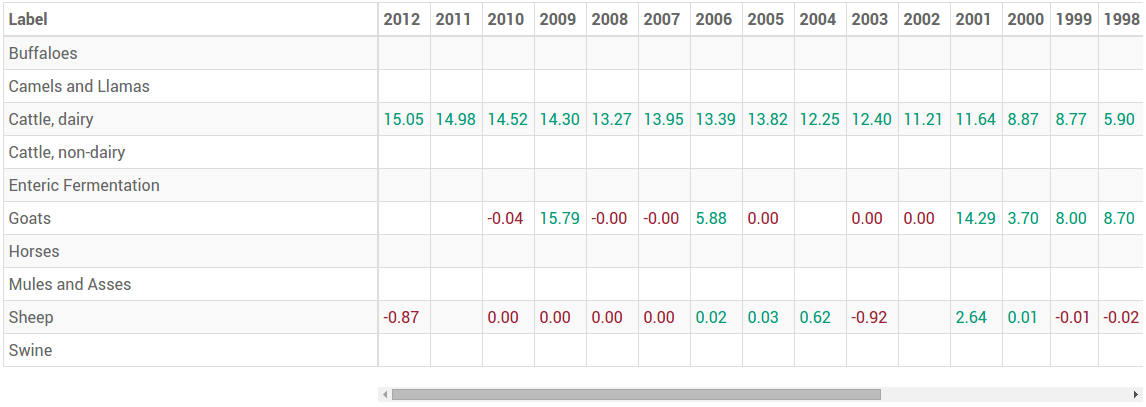 Label 2012 2011 2010 2009 2008 2007 2006 2005 2004 2003 2002 2001 2000 1999 1998
Buffaloes
Camels and Llamas
Cattle, dairy 15.05 14.98 14.52 14.30 13.27 13.95 13.39 13.82 12.25 12.40 11.21 11.64 8.87 8.77 5.90
Cattle, non-dairy
Enteric Fermentation
Goats -0.04 15.79 -0.00 -0.00 5.88 0.00 0.00 0.00 14.29 3.70 8.00 8.70
Horses
Mules and Asses
Sheep -0.87 0.00 0.00 0.00 0.00 0.02 0.03 0.62 -0.92 2.64 0.01 -0.01 -0.02
Swine